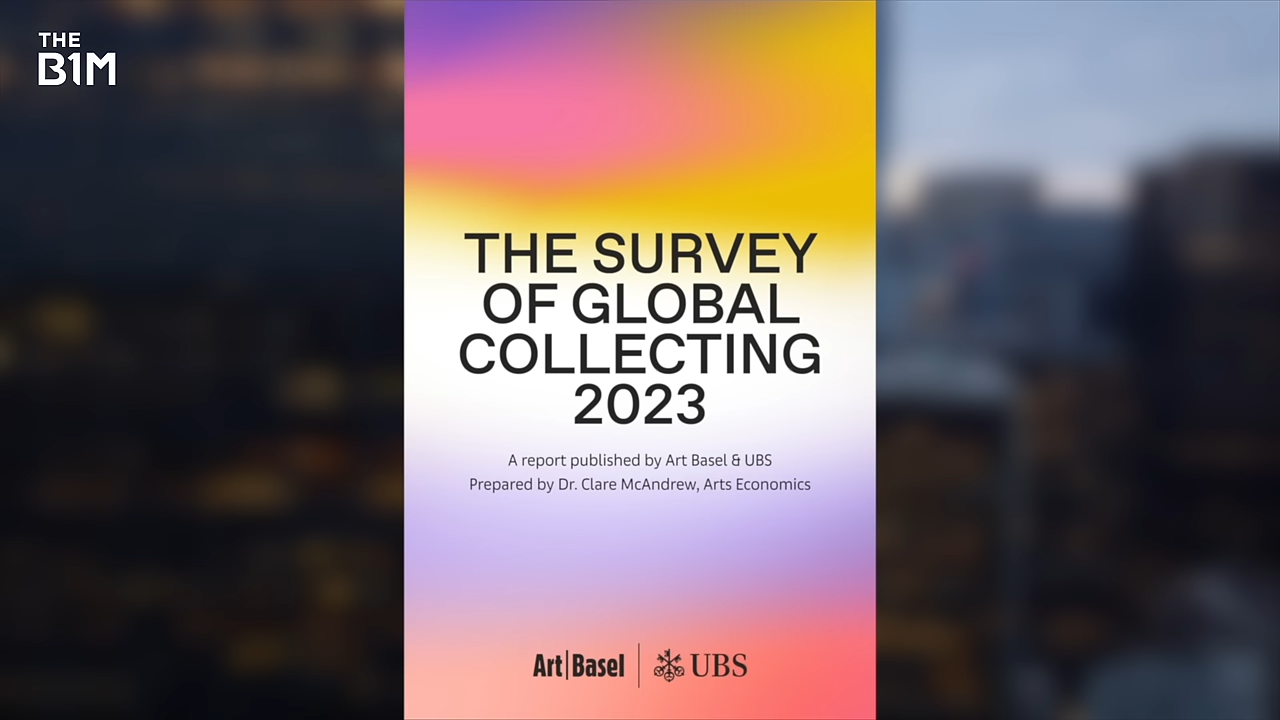 THE
B1M
THE SURVEY
OF GLOBAL
COLLECTING
2023
A report published by Art Basel & UBS
Prepared by Dr. Clare McAndrew, Arts Economics
Art|Basel | UBS